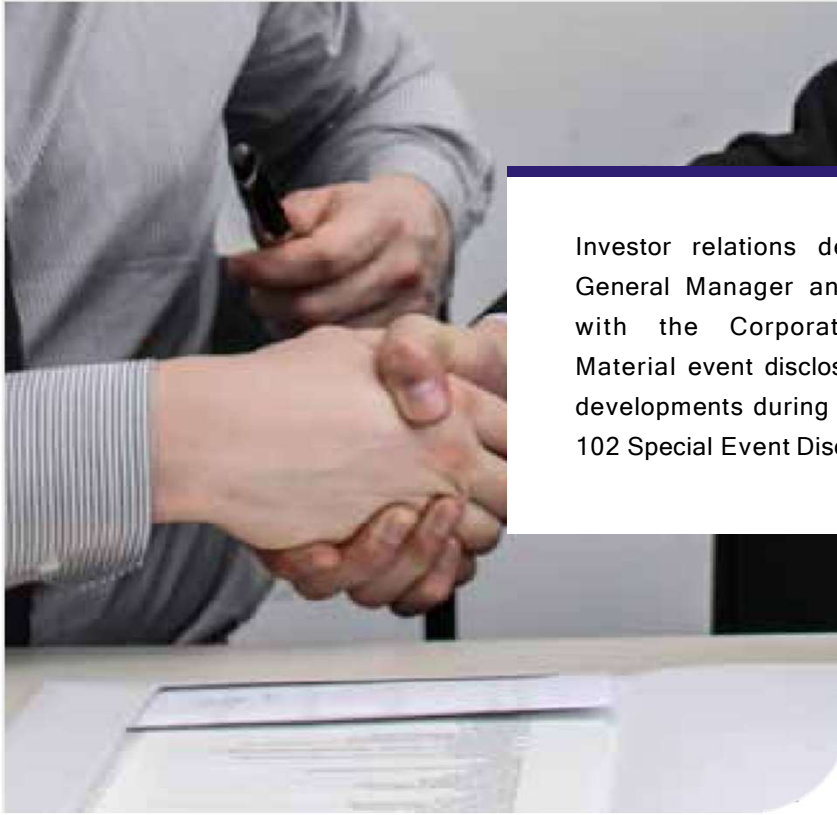 Investor relations de
General Manager an
with the Corporat
Material event disclos
developments during
102 Special Event Disc